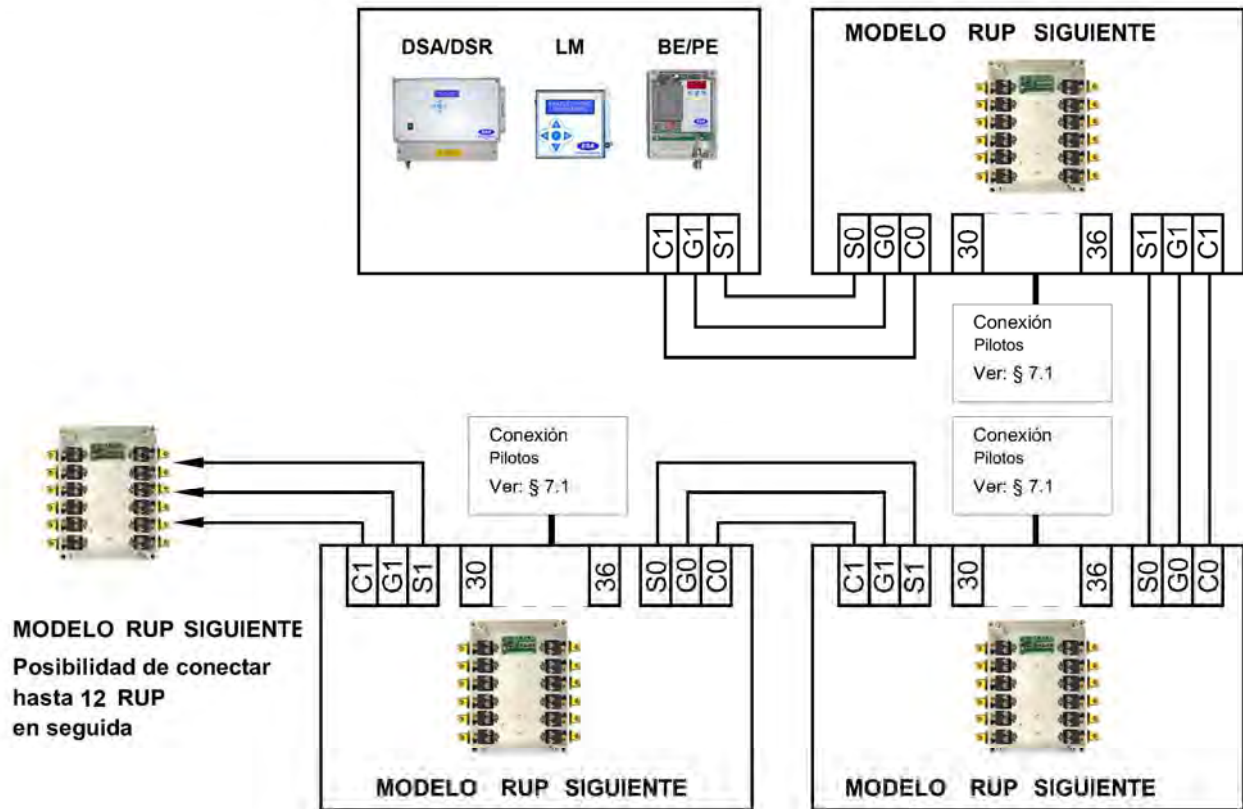 DSA/DSR LM BE/PE
C1 G1 S1
MODELO RUP SIGUIENTE
S0 G0 C0 30 36 S1 G1 C1
Conexión
Pilotos
Ver: § 7.1
Conexión
Pilotos
Ver: § 7.1
Conexión
Pilotos
Ver: § 7.1
MODELO RUP SIGUIENTE
Posibilidad de conectar
hasta 12 RUP
en seguida
C1 G1 S1 30 36 S0 G0 C0
MODELO RUP SIGUIENTE
C1 G1 S1 30 36 S0 G0 C0
MODELO RUP SIGUIENTE